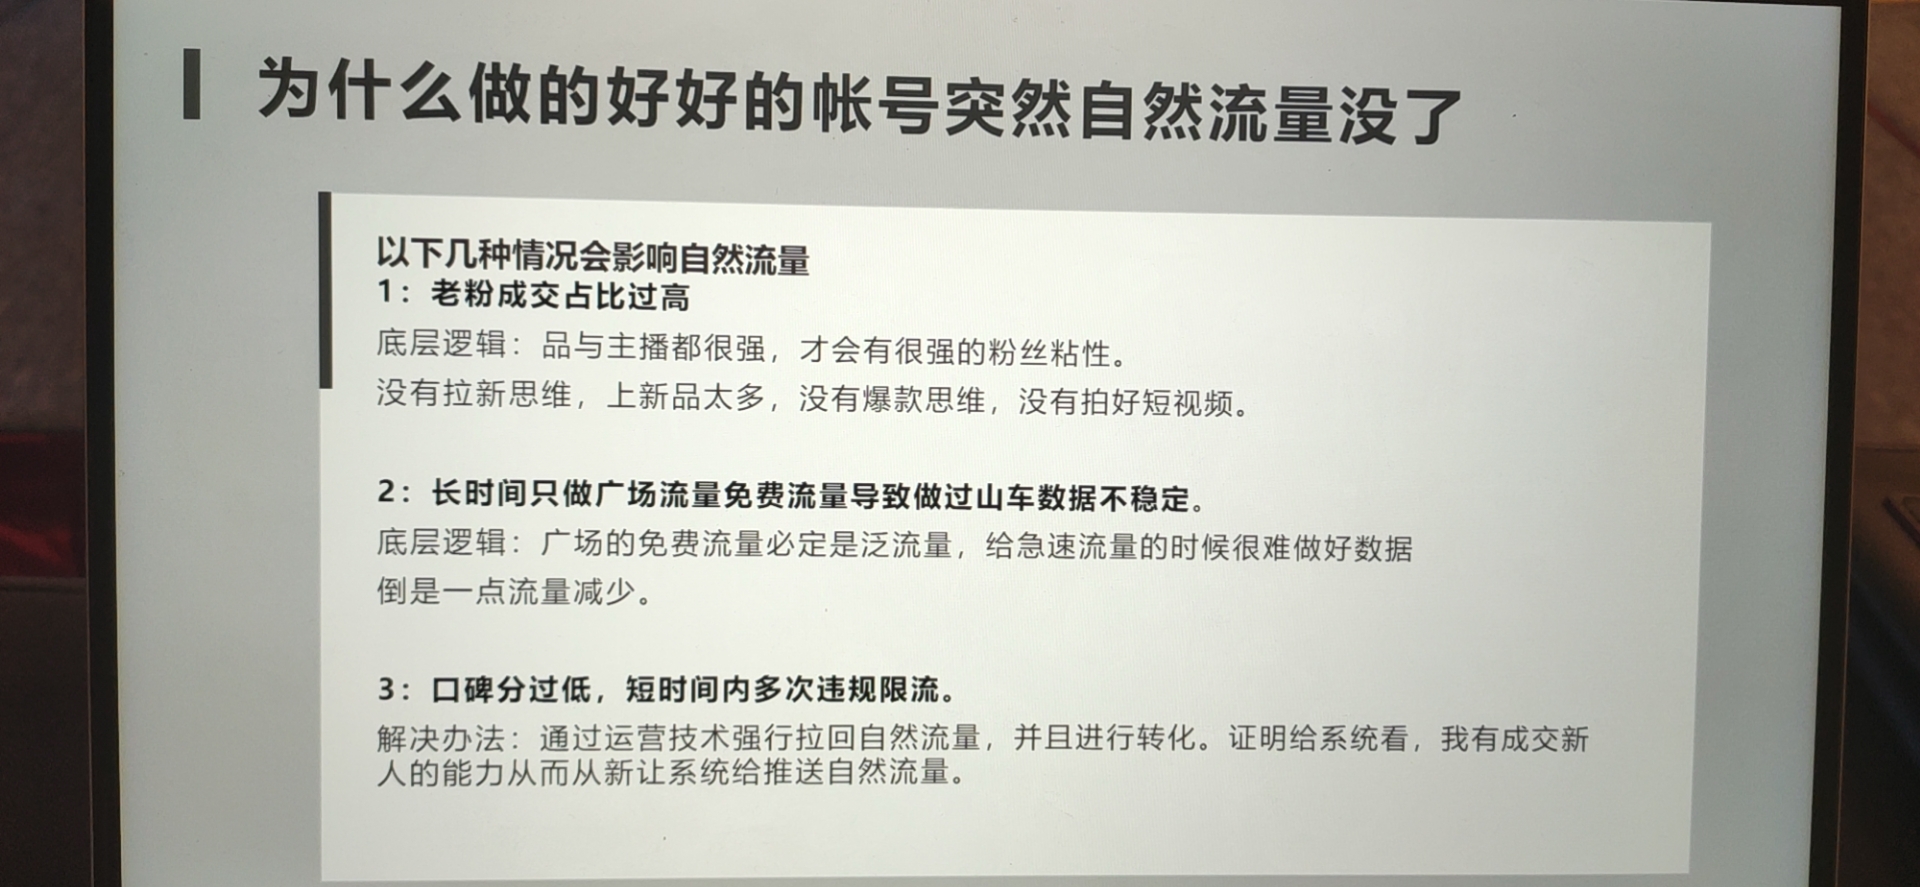 为什么做的好好的帐号突然自然流量没了
以下几种情况会影响自然流量
1：老粉成交占比过高
底层逻辑：品与主播都很强，才会有很强的粉丝粘性。
没有拉新思维，上新品太多，没有爆款思维，没有拍好短视频。
2：长时间只做广场流量免费流量导致做过山车数据不稳定。
底层逻辑：广场的免费流量必定是泛流量，给急速流量的时候很难做好数据
倒是一点流量减少。
3：口碑分过低，短时间内多次违规限流。
解决办法：通过运营技术强行拉回自然流量，并且进行转化。证明给系统看，我有成交新
人的能力从而从新让系统给推送自然流量。